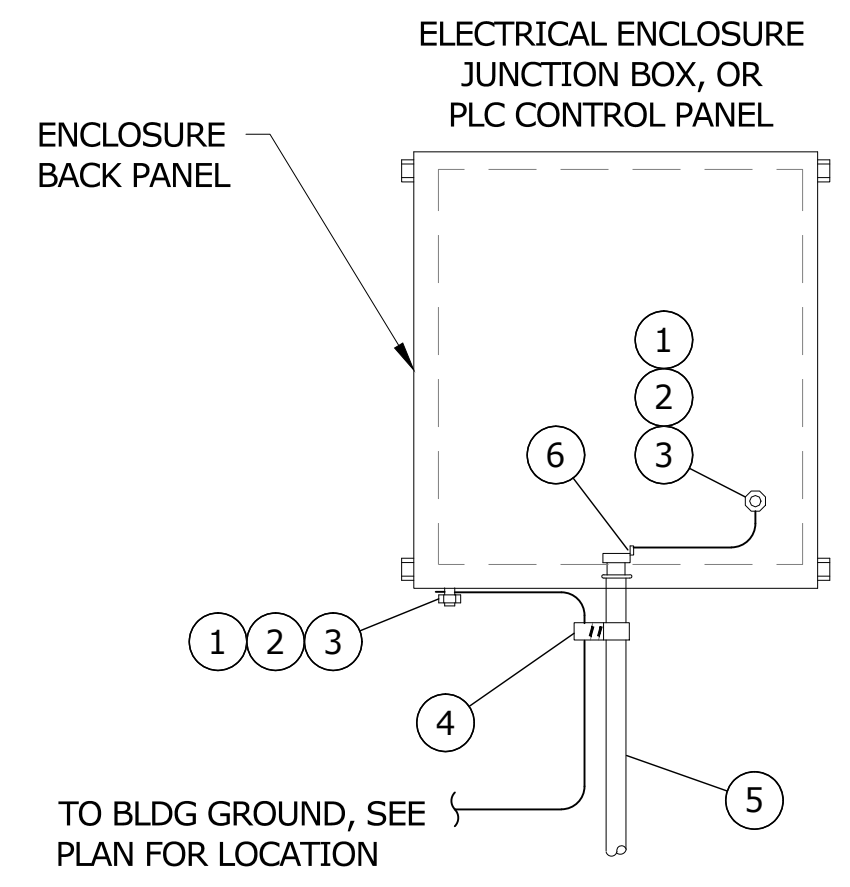 ELECTRICAL ENCLOSURE
JUNCTION BOX, OR
PLC CONTROL PANEL
ENCLOSURE
BACK PANEL
1
2
6 3
1 2 3
4
5
TO BLDG GROUND, SEE
PLAN FOR LOCATION